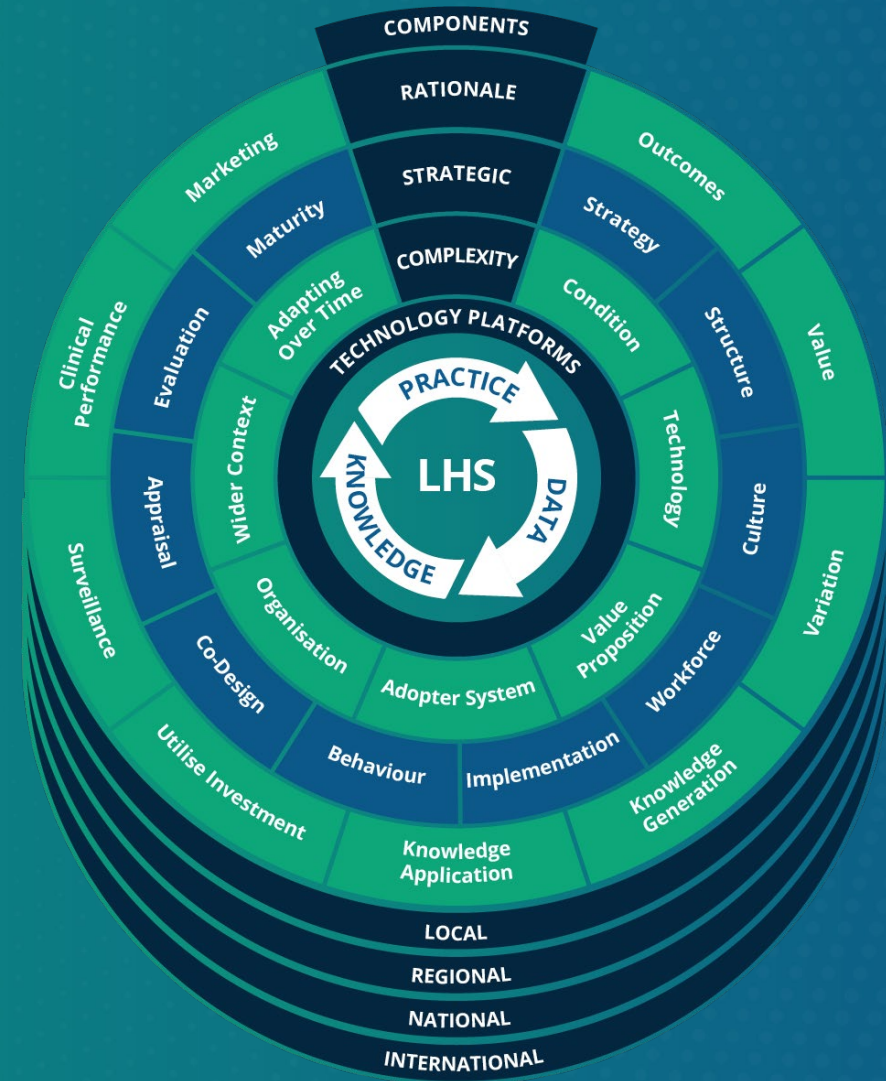 COMPONENTS
RATIONALE
STRATEGIC
COMPLEXITY
TECHNOLOGY PLATFORMS
PRACTICE
DATA
KNOWLEDGE
LHS
Outcomes
Value
Variation
Knowledge
Generation
Knowledge
Application
Utilise Investment
Surveillance
Clinical
Performance
Marketing
Strategy
Structure
Culture
Workforce
Implementation
Behaviour
Co-Design
Appraisal
Evaluation
Maturity
Condition
Technology
Value
Proposition
Adopter System
Organisation
Wider Context
Adapting
Over Time
LOCAL
REGIONAL
NATIONAL
INTERNATIONAL